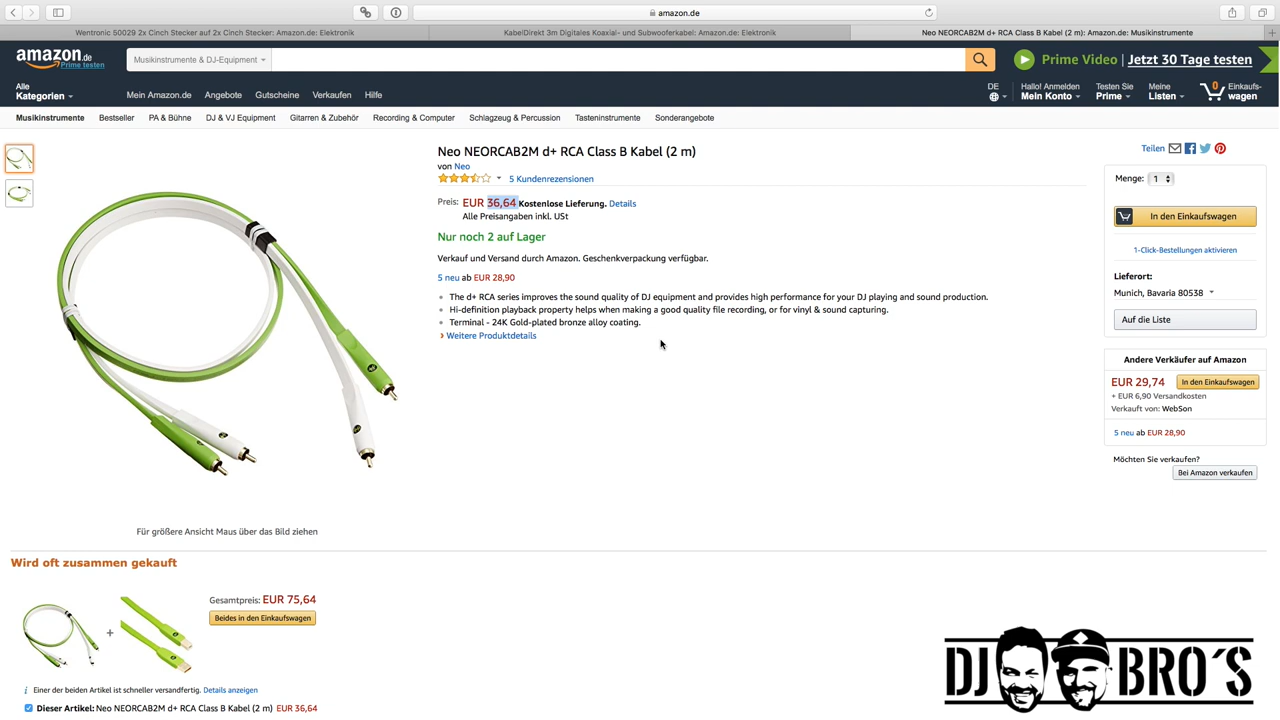 amazon.de
Wentronic 50029 2x Cinch Stecker auf 2x Cinch Stecker: Amazon.de: Elektronik
KabelDirekt 3m Digitales Koaxial- und Subwooferkabel: Amazon.de: Elektronik
Neo NEORCAB2M d+ RCA Class B Kabel (2 m): Amazon.de: Musikinstrumente
amazon.de
Prime testen
Musikinstrumente & DJ-Equipment
Prime Video | Jetzt 30 Tage testen
Alle
Kategorien
Mein Amazon.de
Angebote
Gutscheine
Verkaufen
Hilfe
DE
Hallo! Anmelden
Mein Konto
Testen Sie
Prime
Meine
Listen
0
Einkaufs-
wagen
Musikinstrumente
Bestseller
PA & Bühne
DJ & VJ Equipment
Gitarren & Zubehör
Recording & Computer
Schlagzeug & Percussion
Tasteninstrumente
Sonderangebote
Neo NEORCAB2M d+ RCA Class B Kabel (2 m)
von Neo
5 Kundenrezensionen
Preis: EUR 36,64 Kostenlose Lieferung. Details
Alle Preisangaben inkl. USt
Nur noch 2 auf Lager
Verkauf und Versand durch Amazon. Geschenkverpackung verfügbar.
5 neu ab EUR 28,90
The d+ RCA series improves the sound quality of DJ equipment and provides high performance for your DJ playing and sound production.
Hi-definition playback property helps when making a good quality file recording, or for vinyl & sound capturing.
Terminal - 24K Gold-plated bronze alloy coating.
› Weitere Produktdetails
Teilen
Menge: 1
In den Einkaufswagen
1-Click-Bestellungen aktivieren
Lieferort:
Munich, Bavaria 80538
Auf die Liste
Andere Verkäufer auf Amazon
EUR 29,74 In den Einkaufswagen
+ EUR 6,90 Versandkosten
Verkauft von: WebSon
5 neu ab EUR 28,90
Möchten Sie verkaufen?
Bei Amazon verkaufen
Für größere Ansicht Maus über das Bild ziehen
Wird oft zusammen gekauft
+
Gesamtpreis: EUR 75,64
Beides in den Einkaufswagen
i Einer der beiden Artikel ist schneller versandfertig. Details anzeigen
Dieser Artikel: Neo NEORCAB2M d+ RCA Class B Kabel (2 m) EUR 36,64
DJ BRO´S